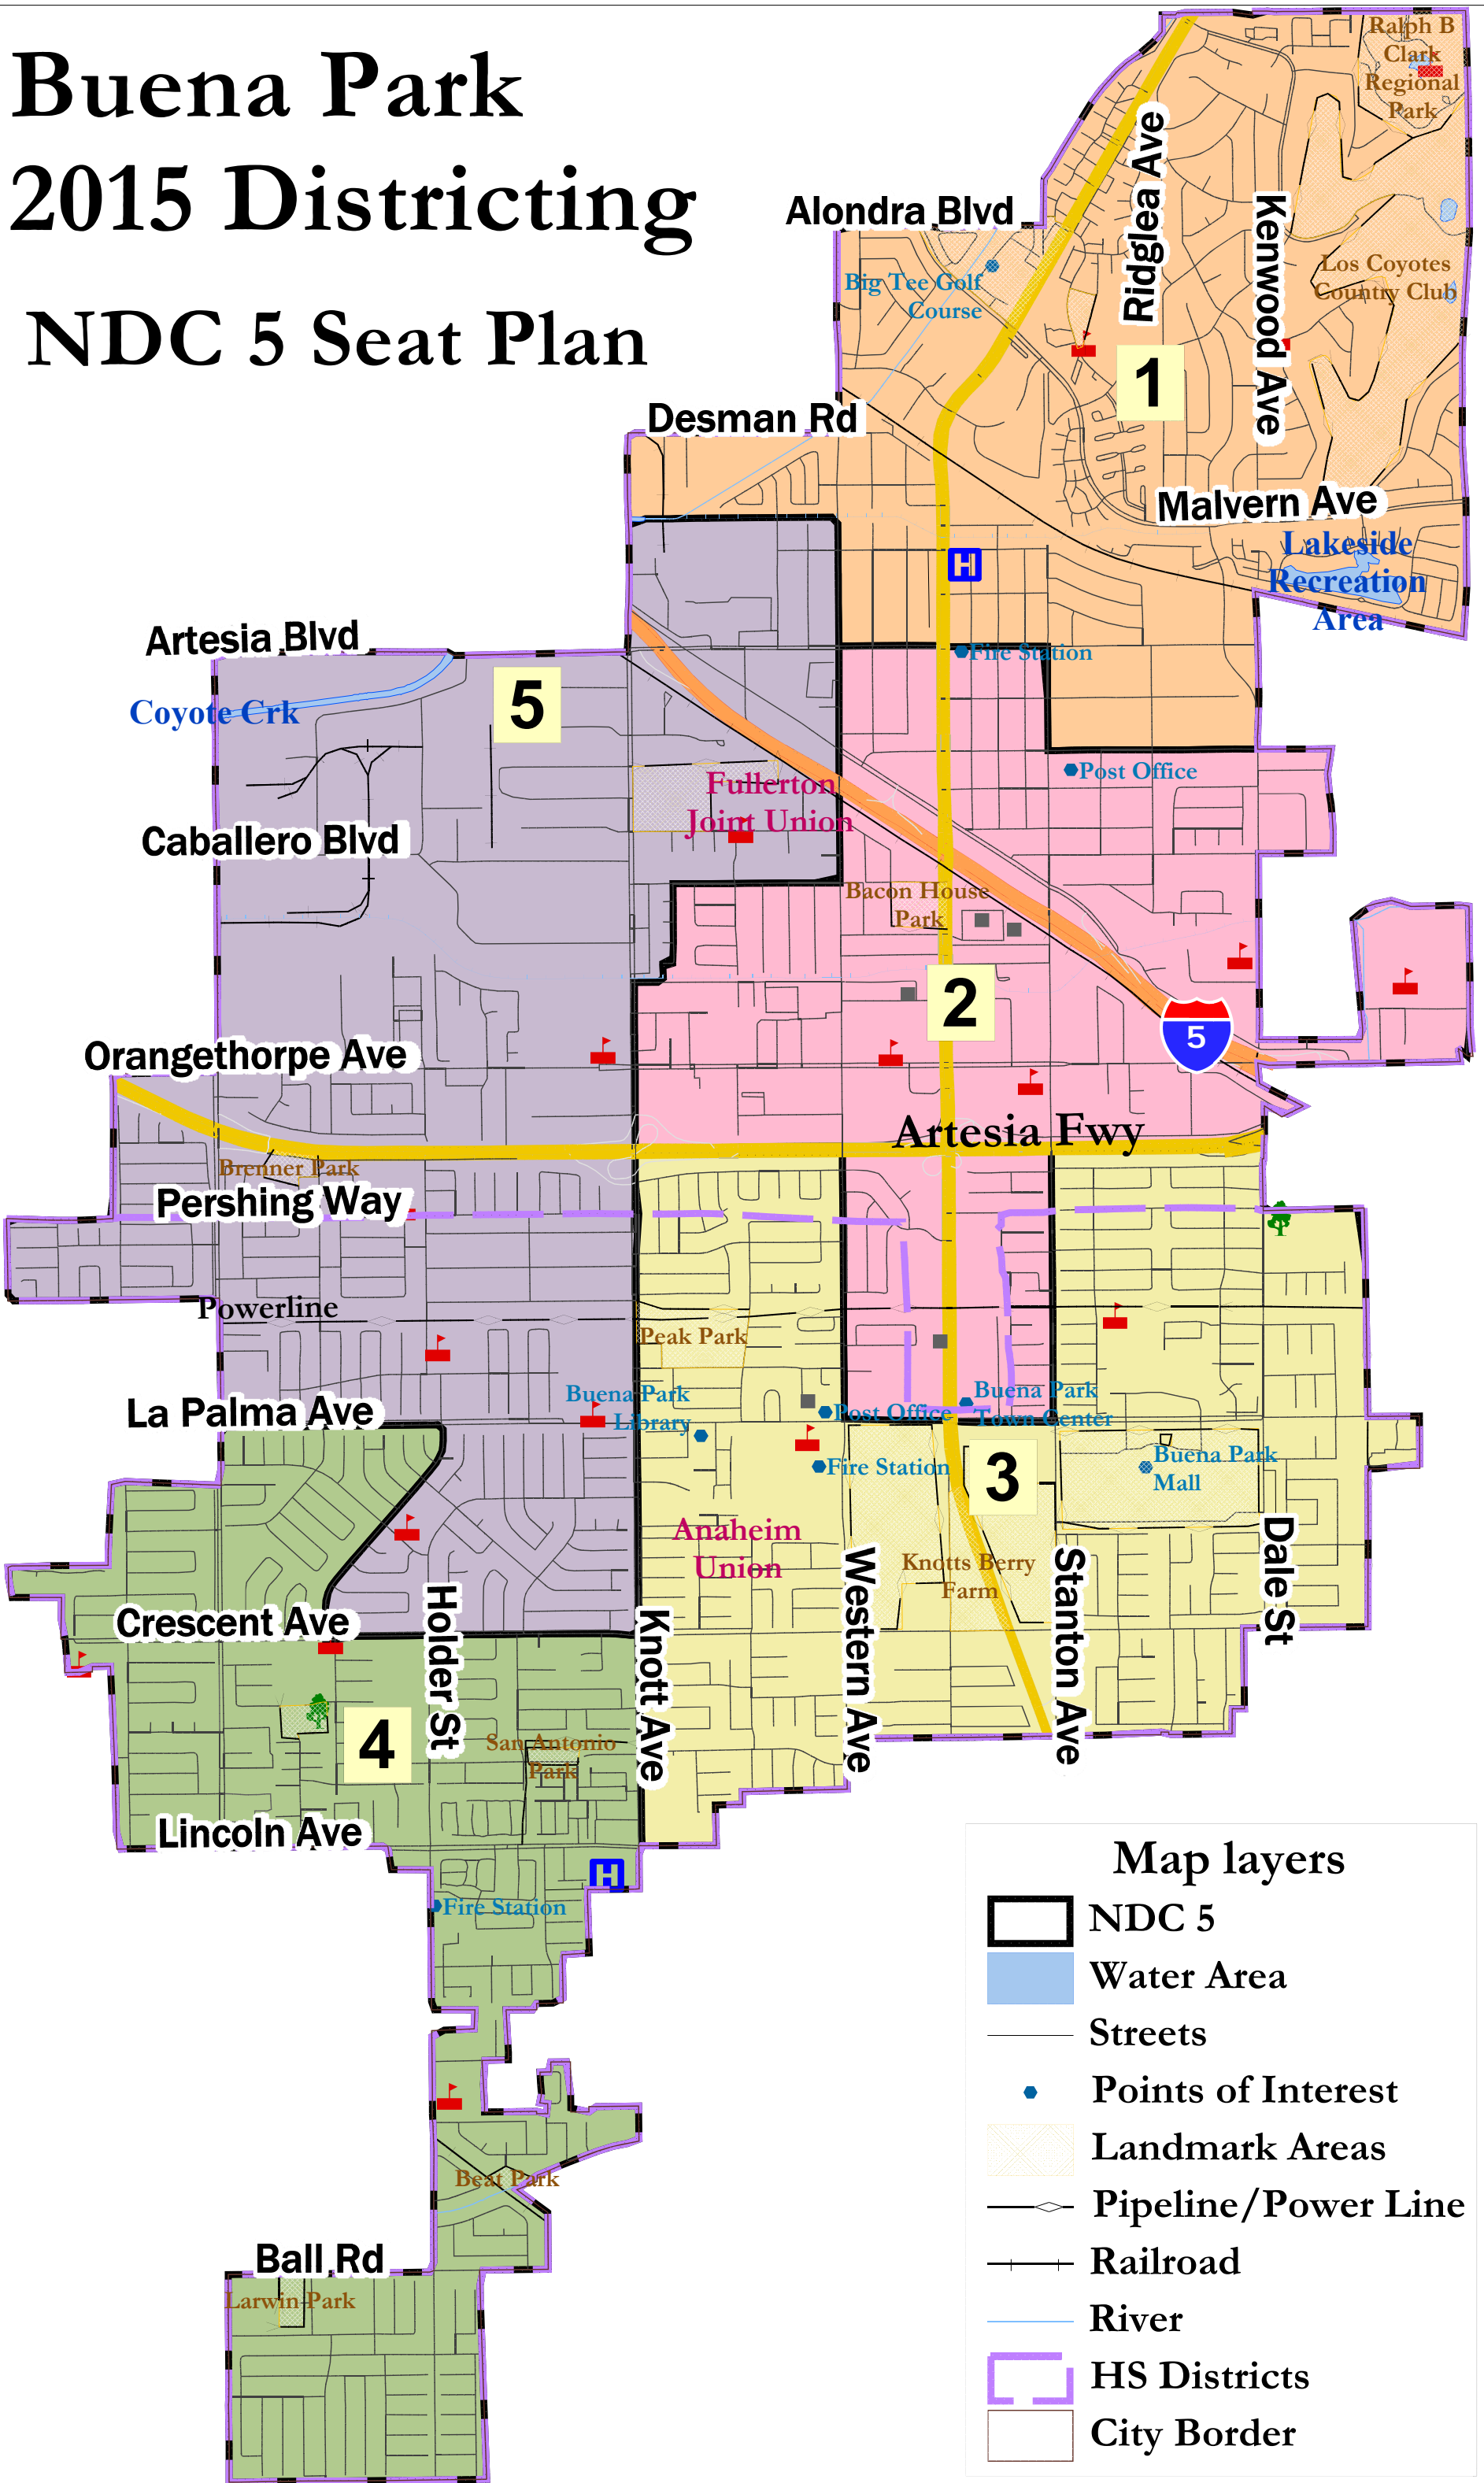 Buena Park
2015 Districting
NDC 5 Seat Plan
Ralph B
Clark
Regional
Park
Ridglea Ave
Kenwood Ave
Alondra Blvd
Big Tee Golf
Course
Los Coyotes
Country Club
1
Desman Rd
Malvern Ave
H
Lakeside
Recreation
Area
Artesia Blvd
Fire Station
5
Coyote Crk
Post Office
Fullerton
Joint Union
Caballero Blvd
Bacon House
Park
2
5
Orangethorpe Ave
Artesia Fwy
Brenner Park
Pershing Way
Powerline
Peak Park
Buena Park
Library
Buena Park
Town Center
La Palma Ave
Post Office
Fire Station
3
Buena Park
Mall
Anaheim
Union
Knotts Berry
Farm
Dale St
Western Ave
Stanton Ave
Crescent Ave
Holder St
Knott Ave
4
San Antonio
Park
Lincoln Ave
H
Fire Station
Beat Park
Ball Rd
Larwin Park
Map layers
NDC 5
Water Area
Streets
Points of Interest
Landmark Areas
Pipeline/Power Line
Railroad
River
HS Districts
City Border